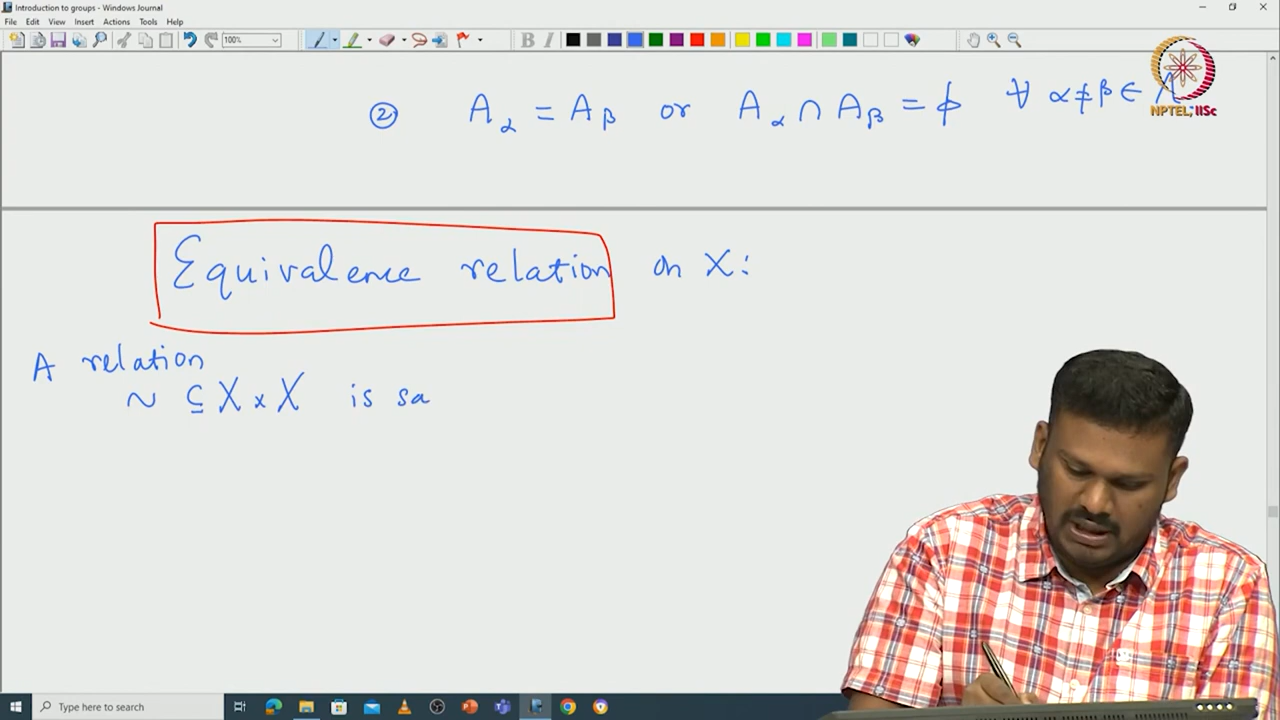 Introduction to groups - Windows Journal
File Edit View Insert Actions Tools Help
100%
B I
② A_α = A_β or A_α ∩ A_β = ϕ ∀ α ≠ β ∈ Λ
NPTEL, IISc
Equivalence relation on X:
A relation
~ ⊆ X × X is sa
Type here to search